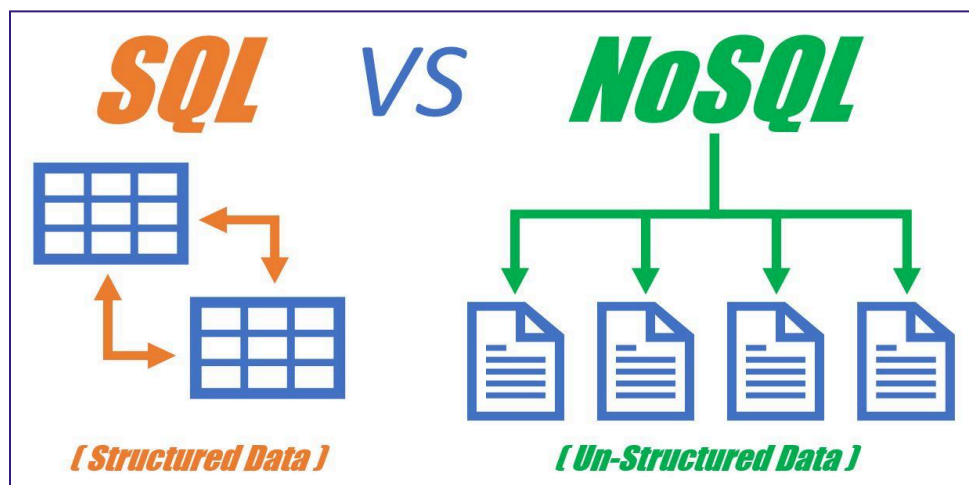 SQL VS NoSQL
( Structured Data )
( Un-Structured Data )